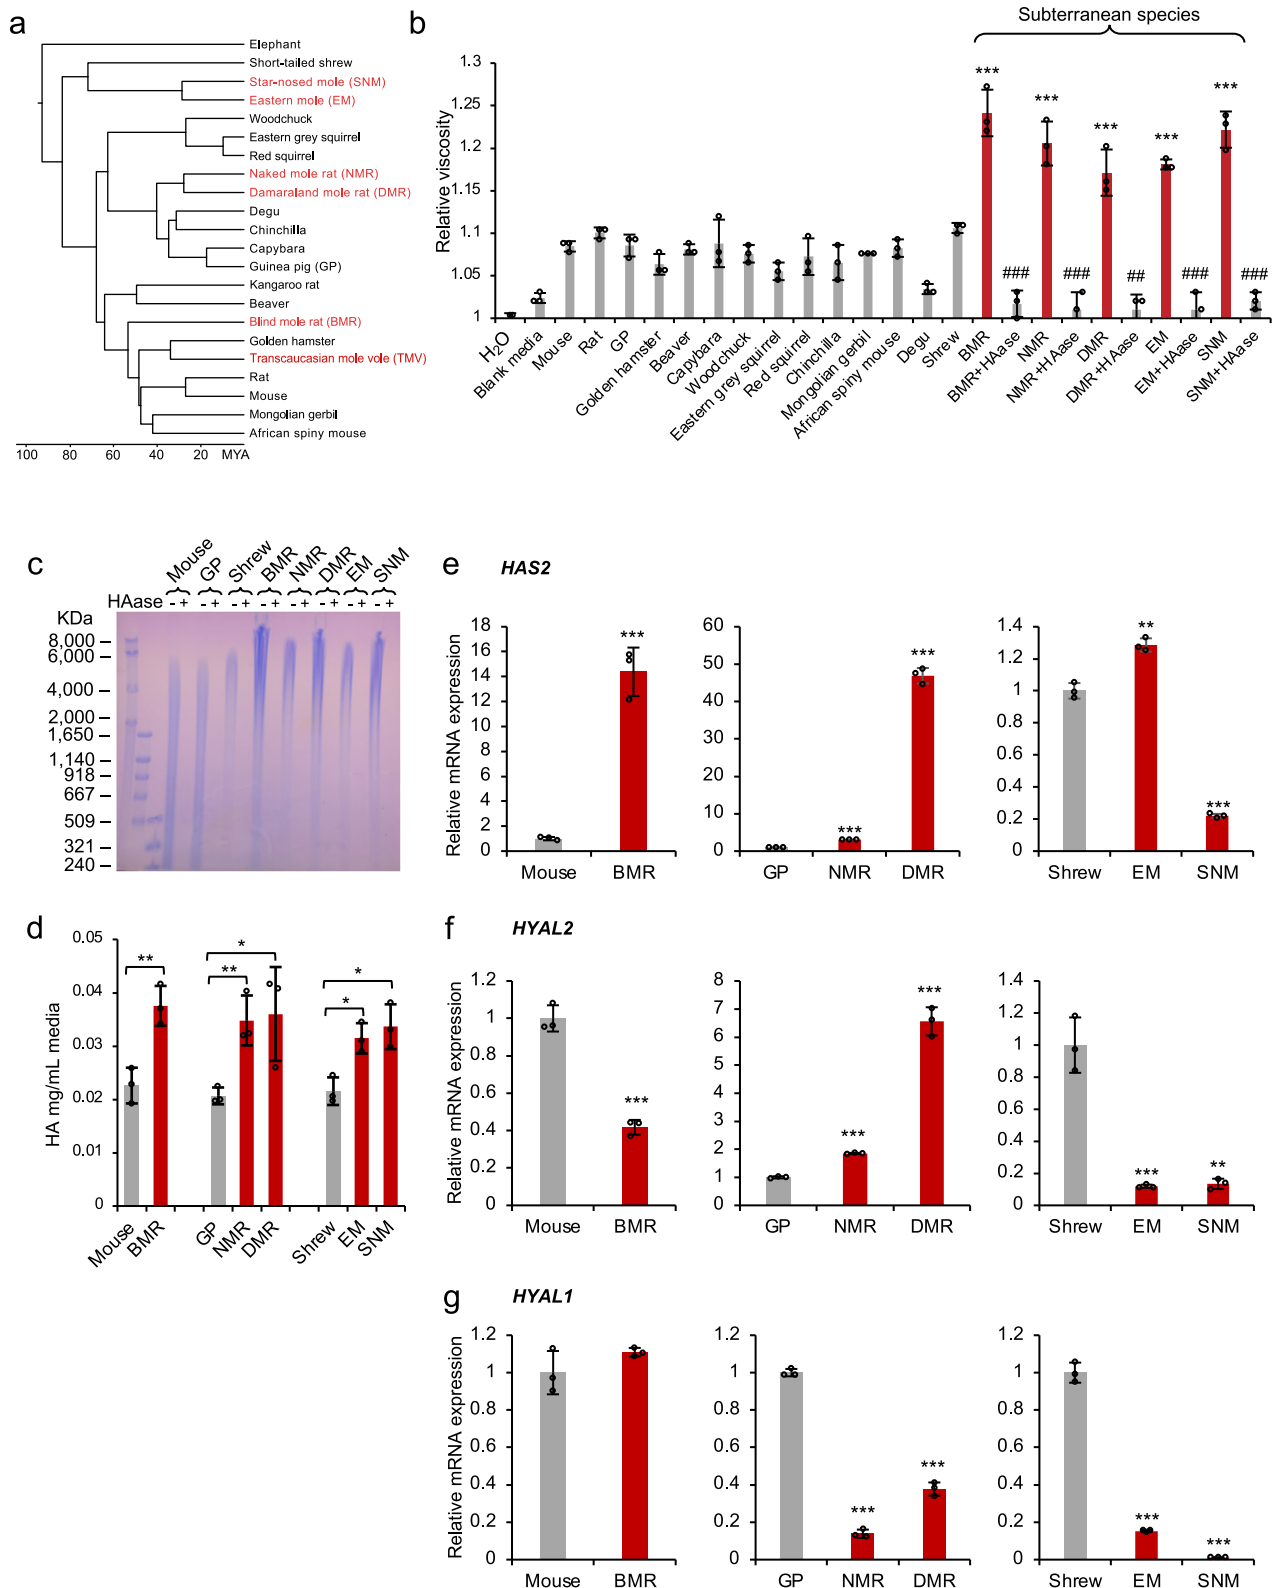 a
Elephant
Short-tailed shrew
Star-nosed mole (SNM)
Eastern mole (EM)
Woodchuck
Eastern grey squirrel
Red squirrel
Naked mole rat (NMR)
Damaraland mole rat (DMR)
Degu
Chinchilla
Capybara
Guinea pig (GP)
Kangaroo rat
Beaver
Blind mole rat (BMR)
Golden hamster
Transcaucasian mole vole (TMV)
Rat
Mouse
Mongolian gerbil
African spiny mouse
100 80 60 40 20 MYA
b
Subterranean species
Relative viscosity
1.3
1.25
1.2
1.15
1.1
1.05
1
*** *** *** *** ***
### ### ## ### ###
H2O
Blank media
Mouse
Rat
GP
Golden hamster
Beaver
Capybara
Woodchuck
Eastern grey squirrel
Red squirrel
Chinchilla
Mongolian gerbil
African spiny mouse
Degu
Shrew
BMR
BMR+HAase
NMR
NMR+HAase
DMR
DMR+HAase
EM
EM+HAase
SNM
SNM+HAase
c
Mouse GP Shrew BMR NMR DMR EM SNM
HAase - + - + - + - + - + - + - + - +
KDa
8,000
6,000
4,000
2,000
1,650
1,140
918
667
509
321
240
d
HA mg/mL media
0.05
0.04
0.03
0.02
0.01
0
** ** * * *
Mouse BMR GP NMR DMR Shrew EM SNM
e HAS2
Relative mRNA expression
18
16
14
12
10
8
6
4
2
0
***
Mouse BMR
60
50
40
30
20
10
0
*** ***
GP NMR DMR
1.4
1.2
1
0.8
0.6
0.4
0.2
0
** ***
Shrew EM SNM
f HYAL2
Relative mRNA expression
1.2
1
0.8
0.6
0.4
0.2
0
***
Mouse BMR
8
7
6
5
4
3
2
1
0
*** ***
GP NMR DMR
1.4
1.2
1
0.8
0.6
0.4
0.2
0
*** **
Shrew EM SNM
g HYAL1
Relative mRNA expression
1.2
1
0.8
0.6
0.4
0.2
0
Mouse BMR
1.2
1
0.8
0.6
0.4
0.2
0
*** ***
GP NMR DMR
1.2
1
0.8
0.6
0.4
0.2
0
*** ***
Shrew EM SNM